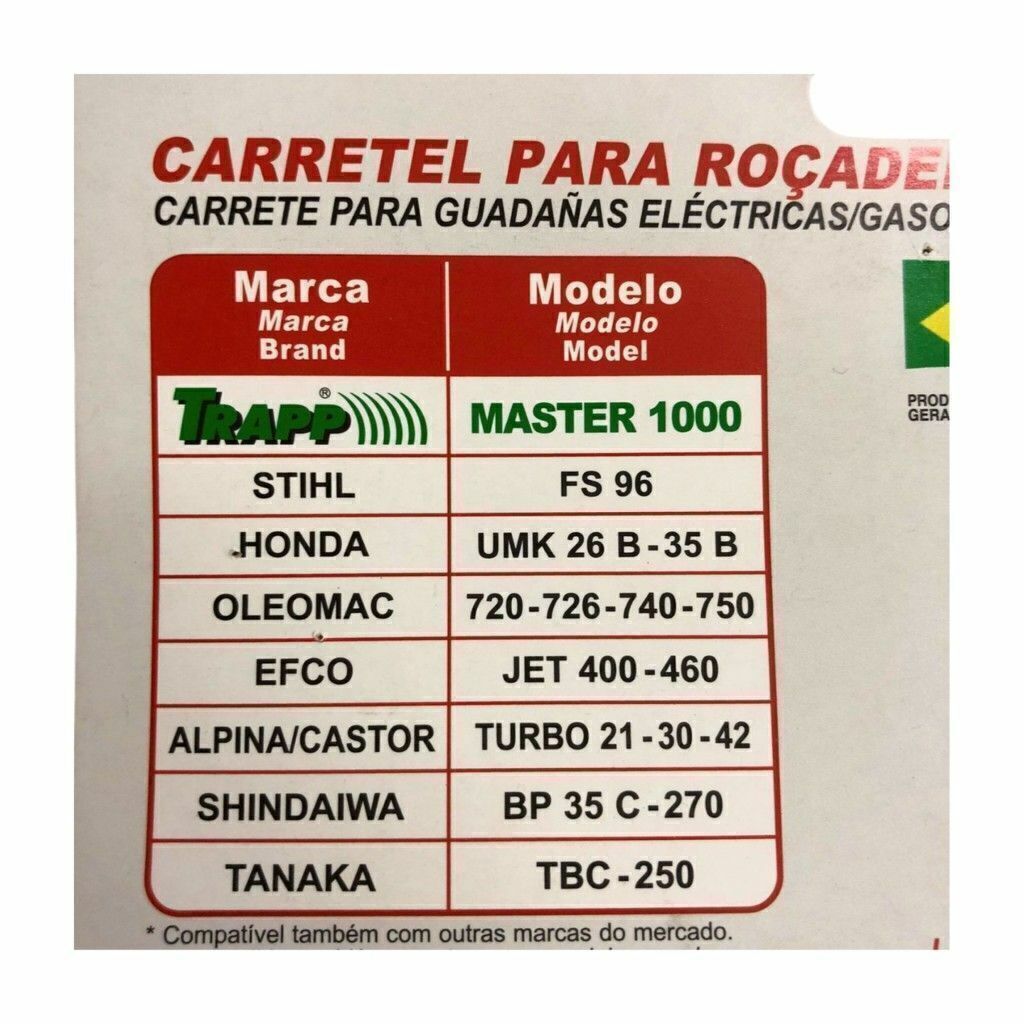 CARRETEL PARA ROÇADE
CARRETE PARA GUADAÑAS ELÉCTRICAS/GASO
Marca Modelo
Marca Modelo
Brand Model
TRAPP® MASTER 1000
STIHL FS 96
HONDA UMK 26 B - 35 B
OLEOMAC 720-726-740-750
EFCO JET 400 - 460
ALPINA/CASTOR TURBO 21 - 30 - 42
SHINDAIWA BP 35 C - 270
TANAKA TBC - 250
PROD
GERA
* Compatível também com outras marcas do mercado.